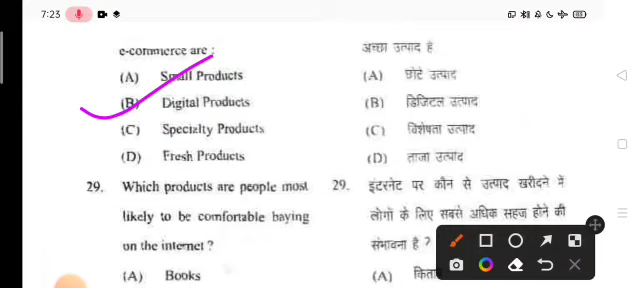 7:23
e-commerce are :
(A) Small Products
(B) Digital Products
(C) Specialty Products
(D) Fresh Products
29. Which products are people most
likely to be comfortable buying
on the internet ?
(A) Books
अच्छा उत्पाद है
(A) छोटे उत्पाद
(B) डिजिटल उत्पाद
(C) विशेषता उत्पाद
(D) ताजा उत्पाद
29. इंटरनेट पर कौन से उत्पाद खरीदने में
लोगों के लिए सबसे अधिक सहज होने की
संभावना है ?
(A)